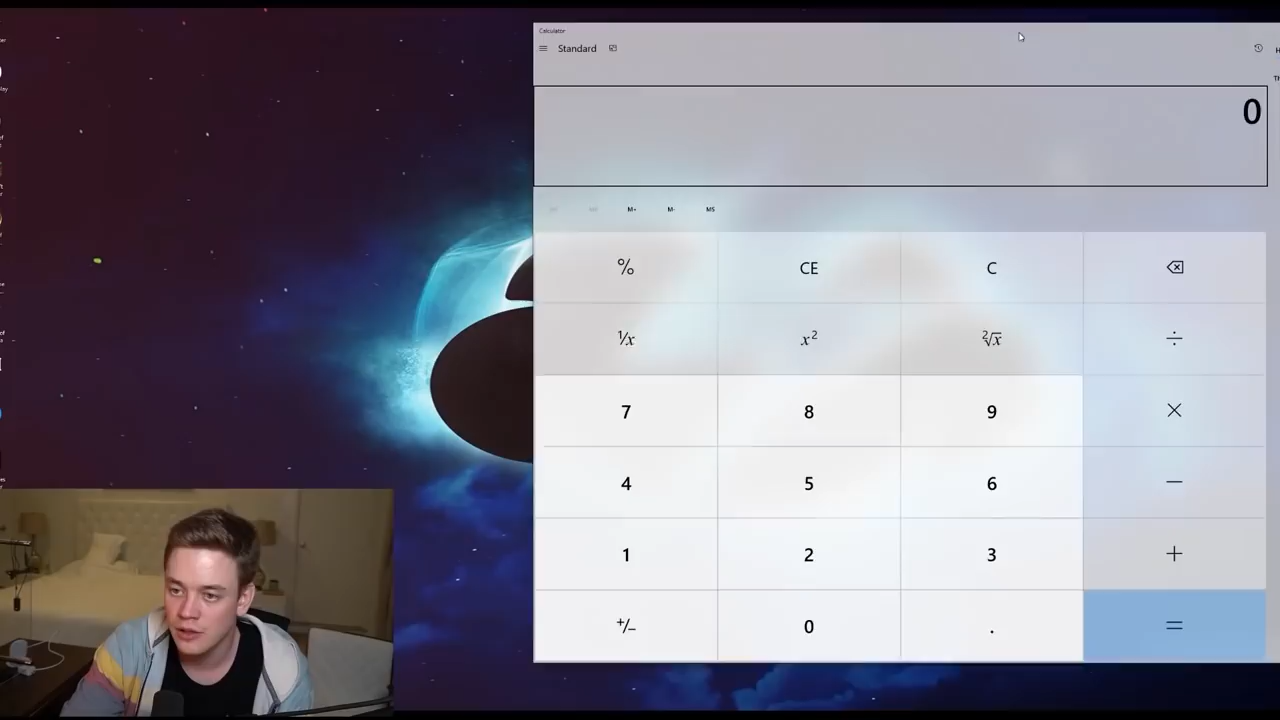 Calculator
Standard
0
M+ M- MS
% CE C
1/x x² ²√x ÷
7 8 9 ×
4 5 6 −
1 2 3 +
+/− 0 . =